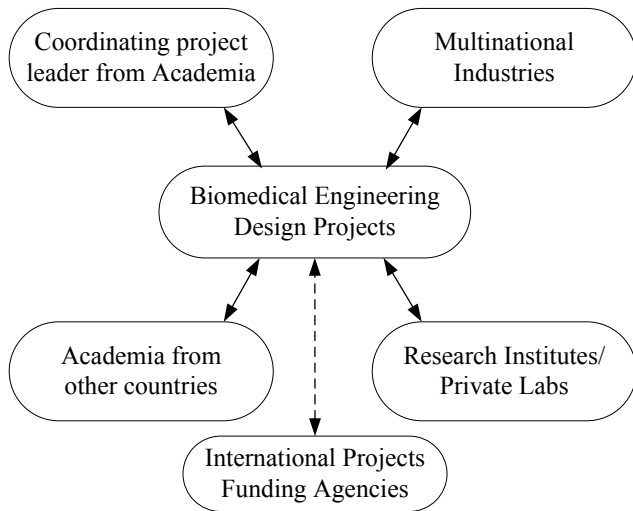 Coordinating project
leader from Academia
Multinational
Industries
Biomedical Engineering
Design Projects
Academia from
other countries
Research Institutes/
Private Labs
International Projects
Funding Agencies